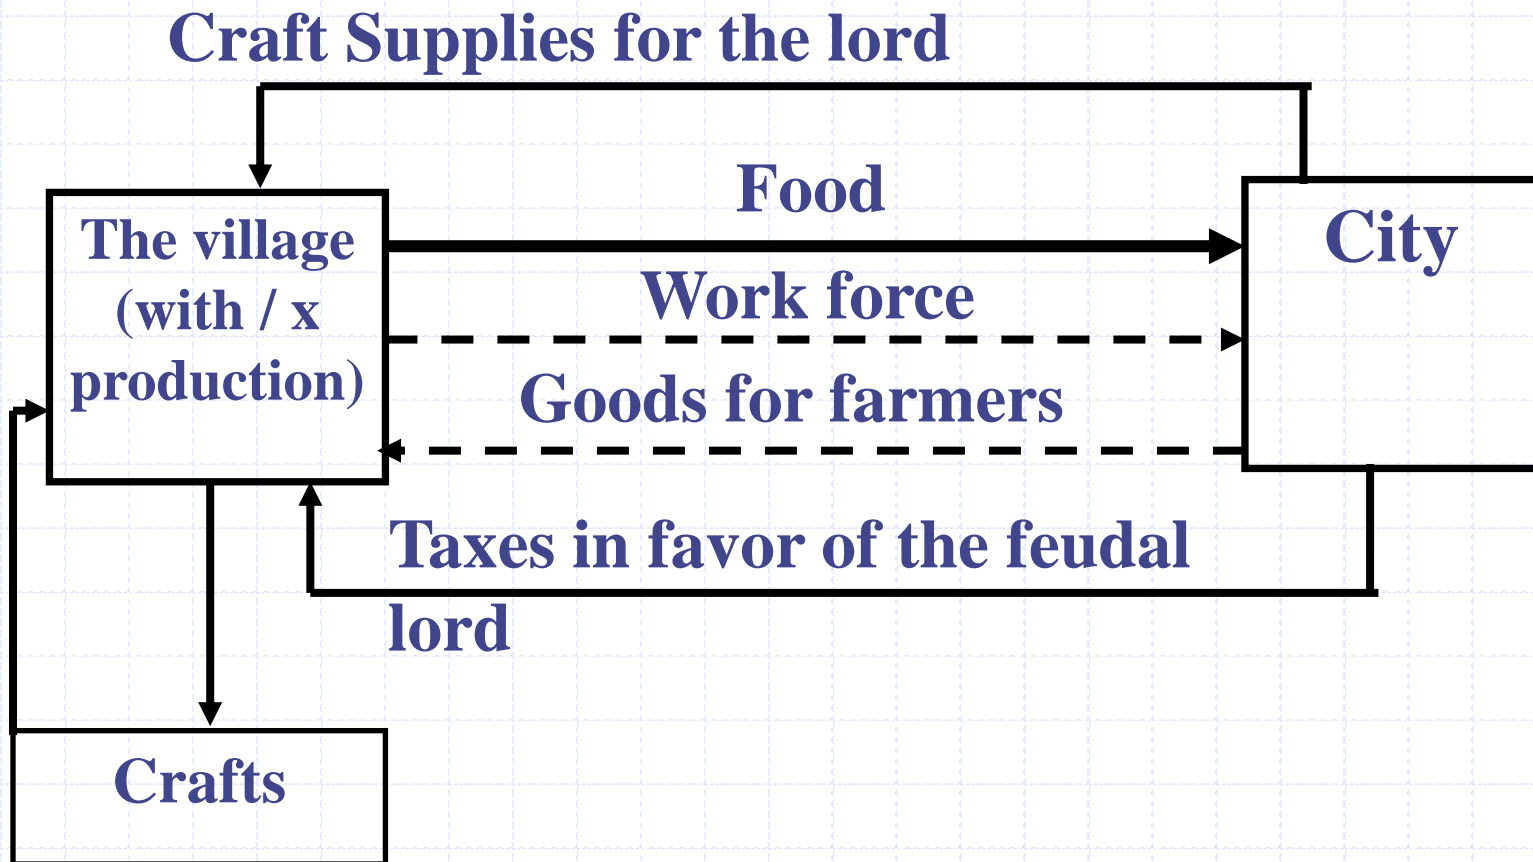 Craft Supplies for the lord
Food
The village
(with / x
production)
City
Work force
Goods for farmers
Taxes in favor of the feudal
lord
Crafts